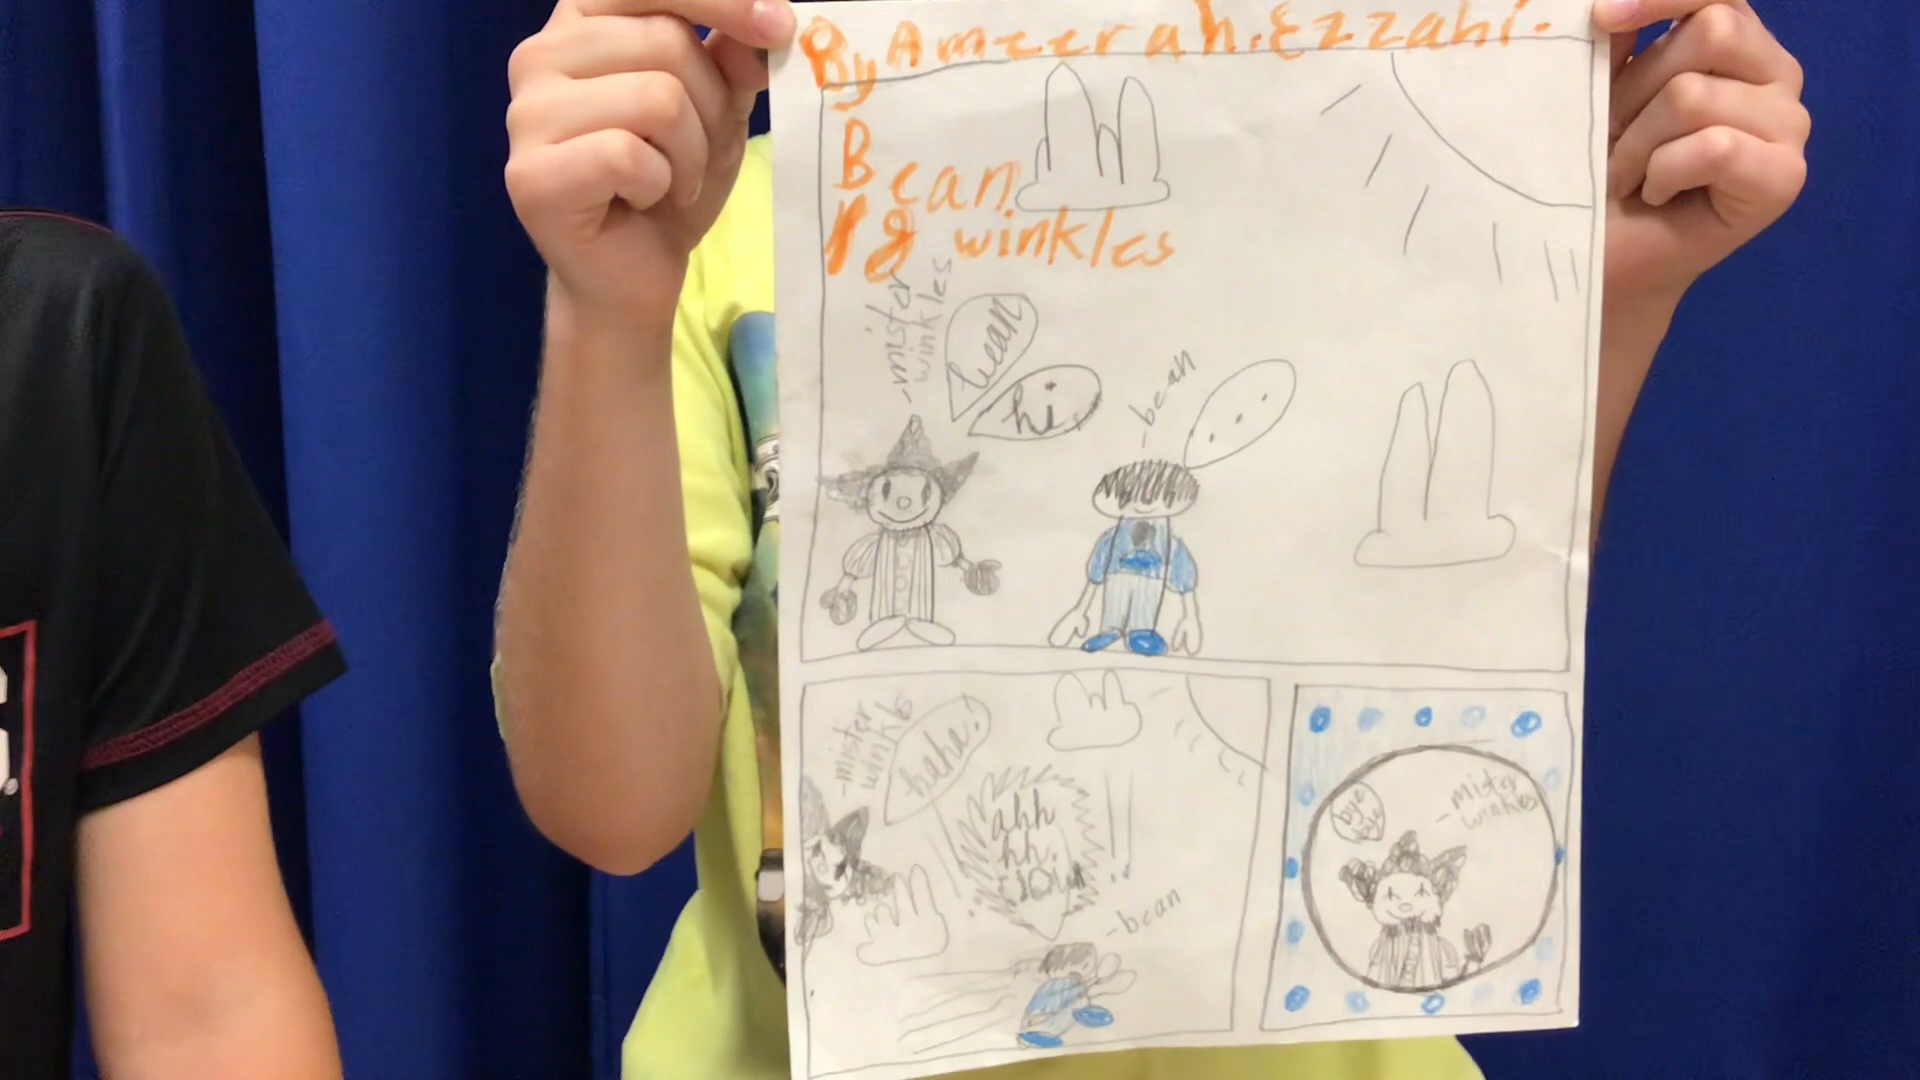 By Ameerah.Ezzahi.
Bean
winkles
-mister
winkles
bean
hi,
-bean
...
-mister
winkls
haha!
ahh
hh
-bean
bye
bye
-mister
winkles